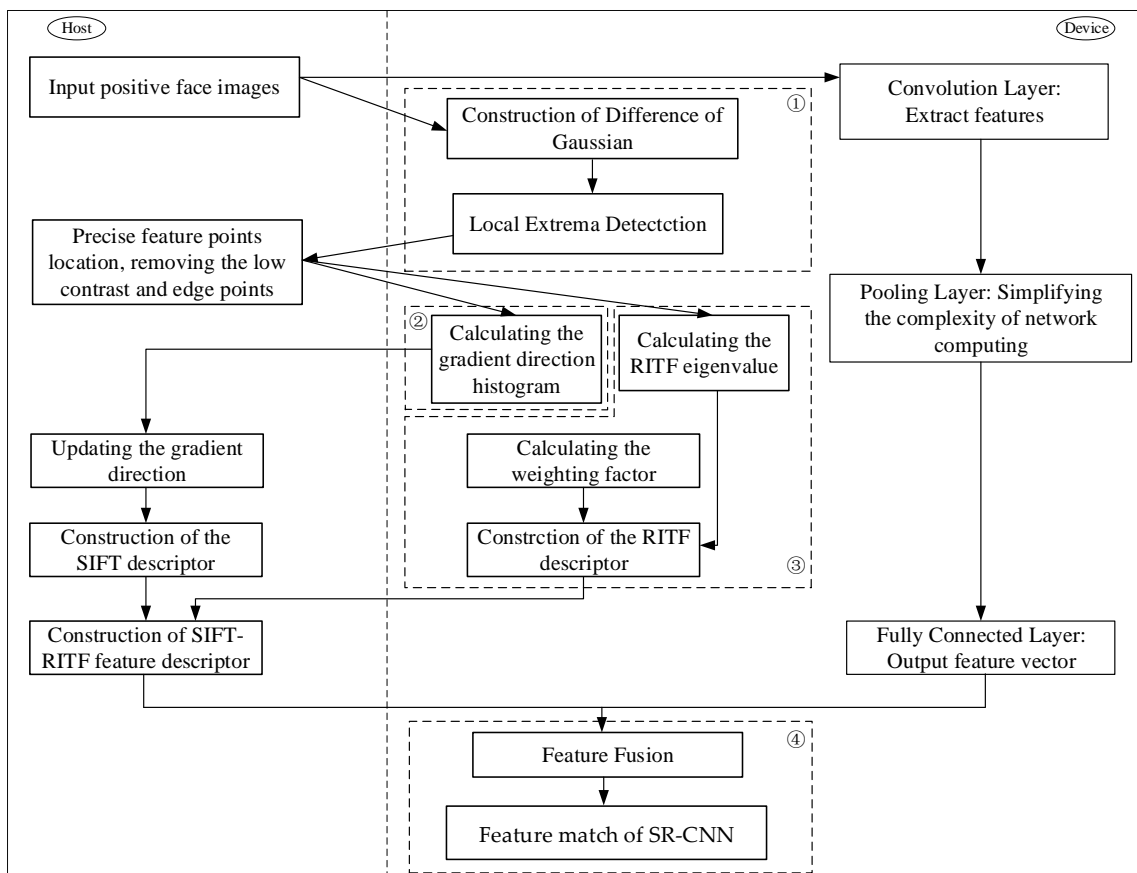 Host
Device
Input positive face images
①
Construction of Difference of
Gaussian
Convolution Layer:
Extract features
Local Extrema Detectction
Precise feature points
location, removing the low
contrast and edge points
Pooling Layer: Simplifying
the complexity of network
computing
②
Calculating the
gradient direction
histogram
Calculating the
RITF eigenvalue
Updating the gradient
direction
Calculating the
weighting factor
Construction of the
SIFT descriptor
Constrction of the RITF
descriptor
③
Construction of SIFT-
RITF feature descriptor
Fully Connected Layer:
Output feature vector
④
Feature Fusion
Feature match of SR-CNN